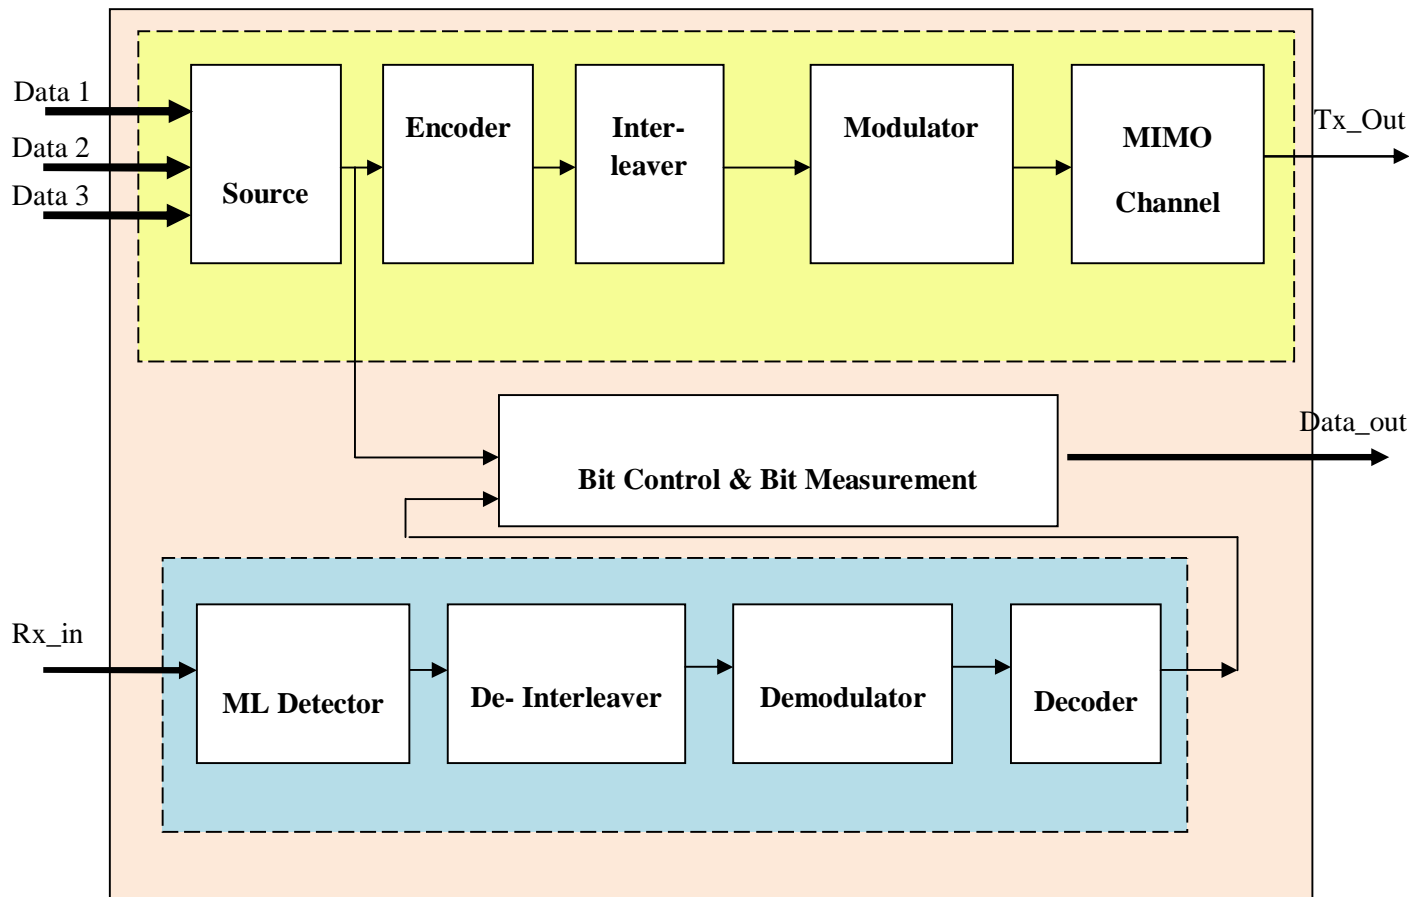 Data 1
Data 2
Data 3
Source
Encoder
Inter-
leaver
Modulator
MIMO
Channel
Tx_Out
Bit Control & Bit Measurement
Data_out
Rx_in
ML Detector
De- Interleaver
Demodulator
Decoder